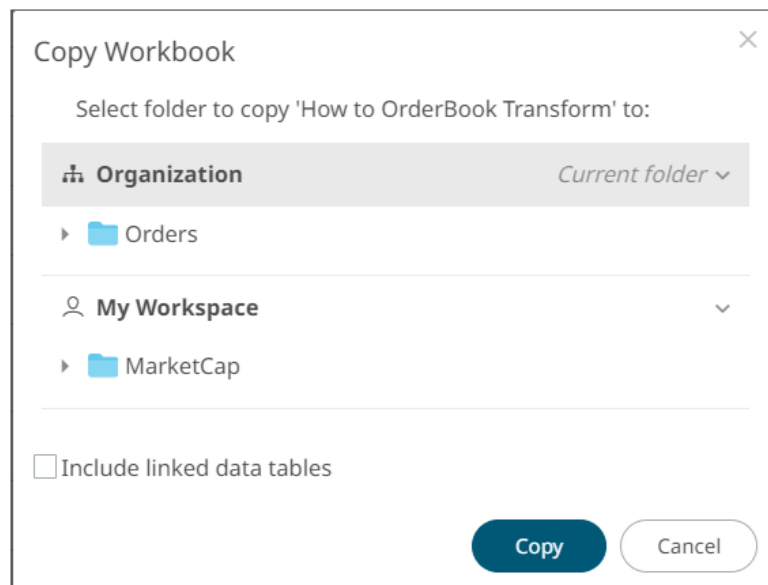 Copy Workbook
Select folder to copy 'How to OrderBook Transform' to:
Organization Current folder
Orders
My Workspace
MarketCap
Include linked data tables
Copy Cancel